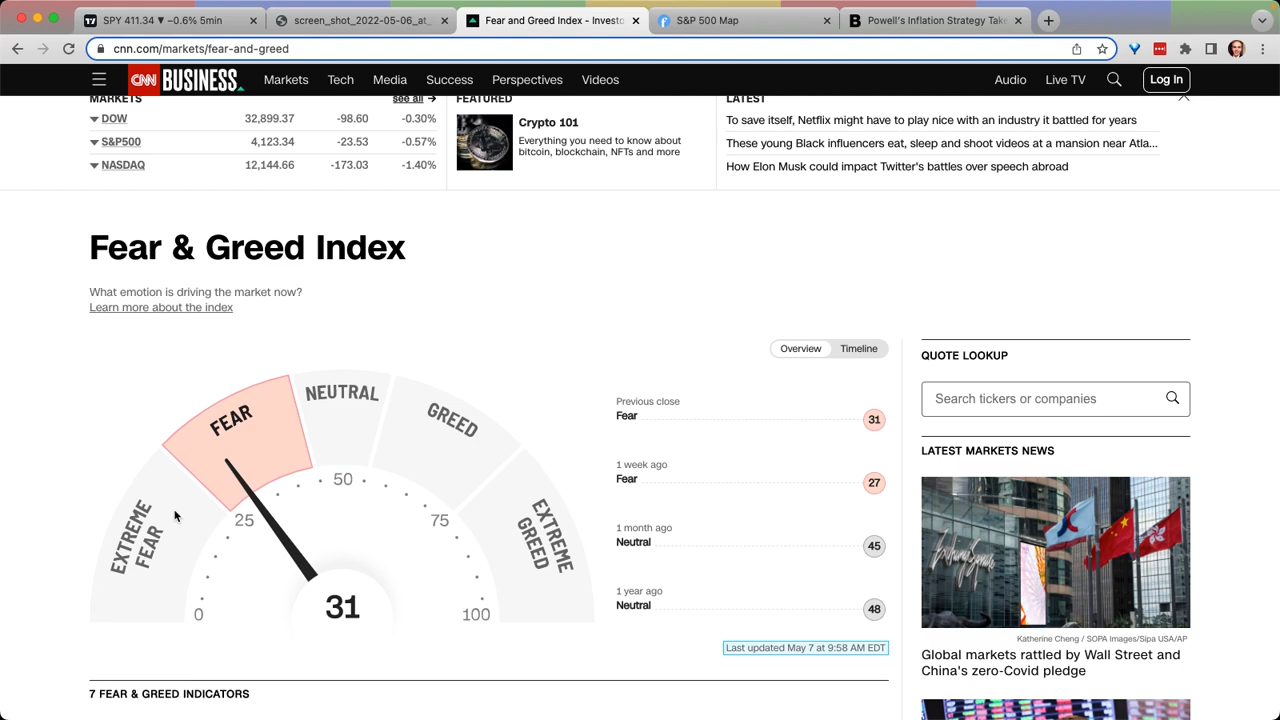 SPY 411.34 ▼ −0.6% 5min
screen_shot_2022-05-06_at_
Fear and Greed Index - Investo
S&P 500 Map
Powell's Inflation Strategy Take
cnn.com/markets/fear-and-greed
CNN BUSINESS
Markets
Tech
Media
Success
Perspectives
Videos
Audio
Live TV
Log In
MARKETS
see all →
DOW 32,899.37 -98.60 -0.30%
S&P500 4,123.34 -23.53 -0.57%
NASDAQ 12,144.66 -173.03 -1.40%
FEATURED
Crypto 101
Everything you need to know about
bitcoin, blockchain, NFTs and more
LATEST
To save itself, Netflix might have to play nice with an industry it battled for years
These young Black influencers eat, sleep and shoot videos at a mansion near Atla...
How Elon Musk could impact Twitter's battles over speech abroad
Fear & Greed Index
What emotion is driving the market now?
Learn more about the index
Overview
Timeline
EXTREME
FEAR
FEAR
NEUTRAL
GREED
EXTREME
GREED
0
25
50
75
100
31
Previous close
Fear 31
1 week ago
Fear 27
1 month ago
Neutral 45
1 year ago
Neutral 48
Last updated May 7 at 9:58 AM EDT
7 FEAR & GREED INDICATORS
QUOTE LOOKUP
Search tickers or companies
LATEST MARKETS NEWS
Katherine Cheng / SOPA Images/Sipa USA/AP
Global markets rattled by Wall Street and
China's zero-Covid pledge